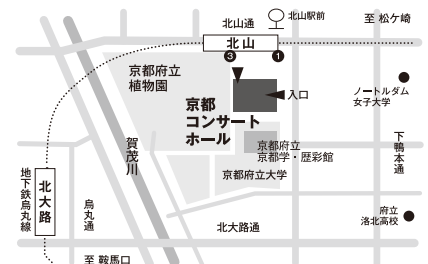 北山通
北山駅前
至 松ケ崎
北山
3
1
京都府立
植物園
入口
京都
コンサート
ホール
ノートルダム
女子大学
賀茂川
京都府立
京都学・歴彩館
下鴨本通
京都府立大学
地下鉄烏丸線
北大路
烏丸通
府立
洛北高校
北大路通
至 鞍馬口